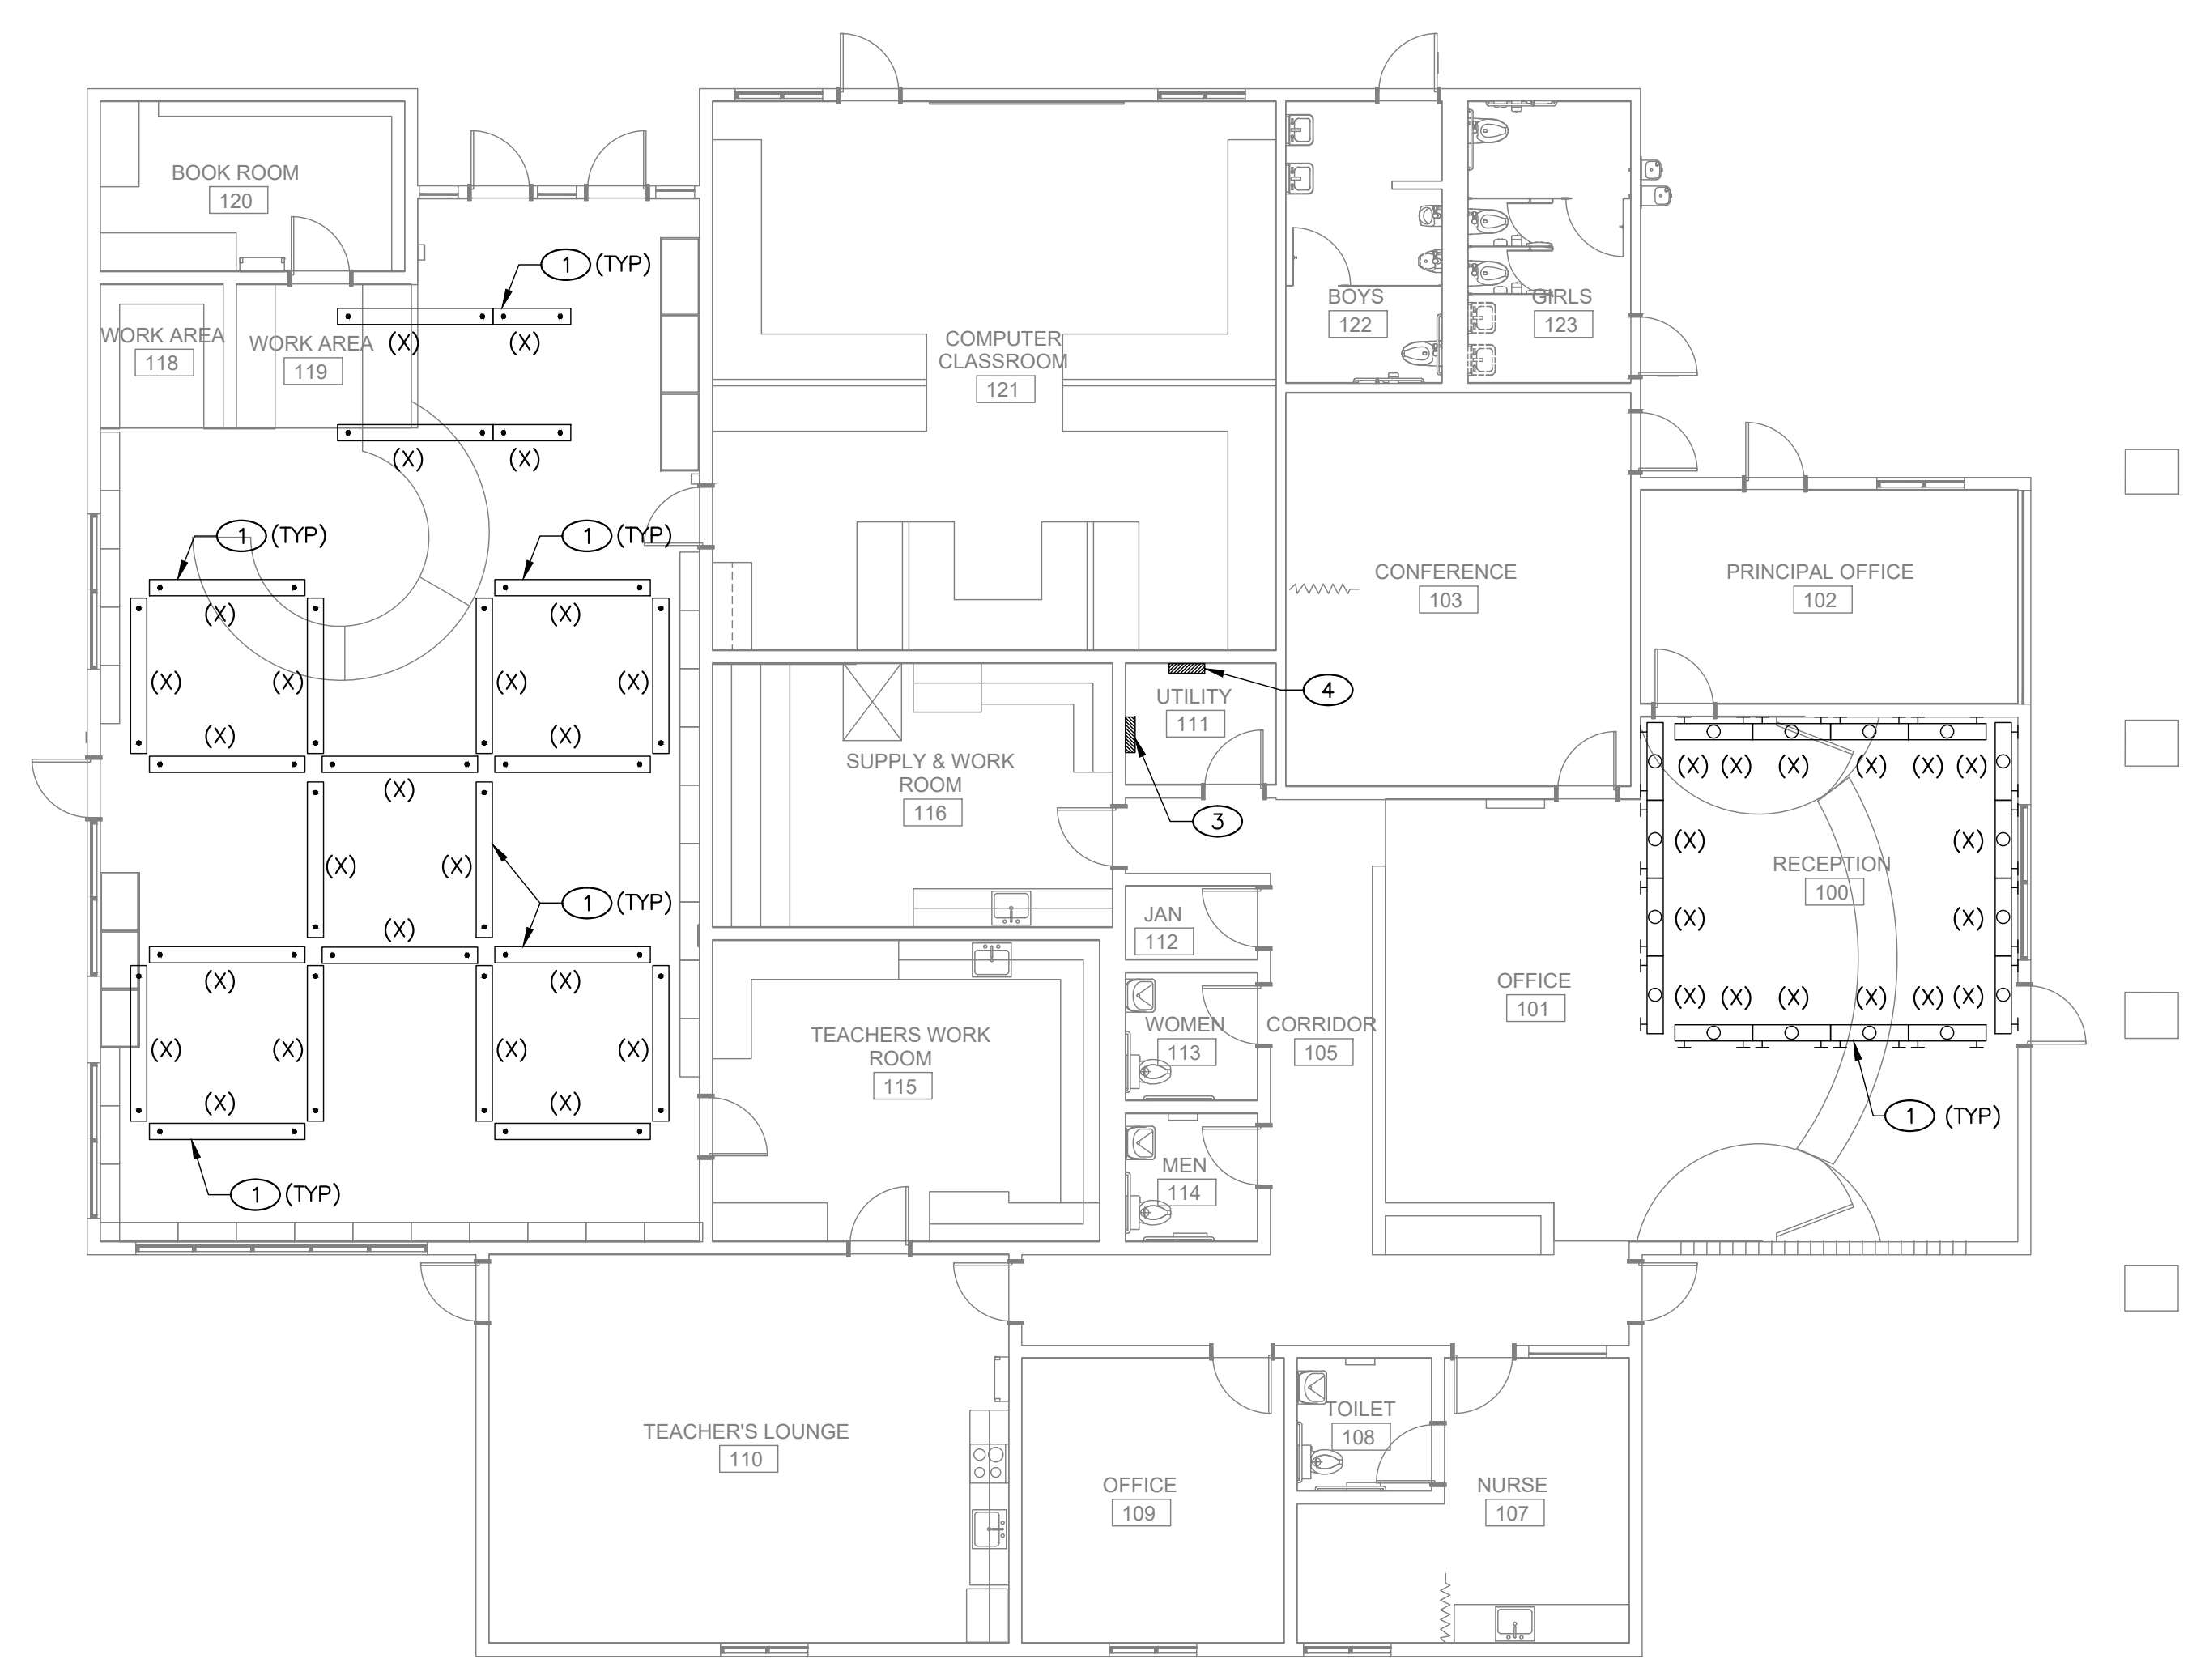 BOOK ROOM
120
1 (TYP)
WORK AREA
118
WORK AREA
119
(X) (X)
(X) (X)
COMPUTER
CLASSROOM
121
BOYS
122
GIRLS
123
1 (TYP)
1 (TYP)
(X) (X)
(X) (X) (X) (X)
(X) (X)
(X)
(X) (X)
1 (TYP)
(X)
(X) (X)
(X) (X) (X) (X)
(X) (X)
1 (TYP)
CONFERENCE
103
PRINCIPAL OFFICE
102
UTILITY
111
4
3
SUPPLY & WORK
ROOM
116
(X) (X) (X) (X) (X) (X)
(X) (X)
RECEPTION
100
(X) (X)
(X) (X) (X) (X) (X) (X)
1 (TYP)
JAN
112
OFFICE
101
WOMEN
113
CORRIDOR
105
TEACHERS WORK
ROOM
115
MEN
114
TEACHER'S LOUNGE
110
OFFICE
109
TOILET
108
NURSE
107